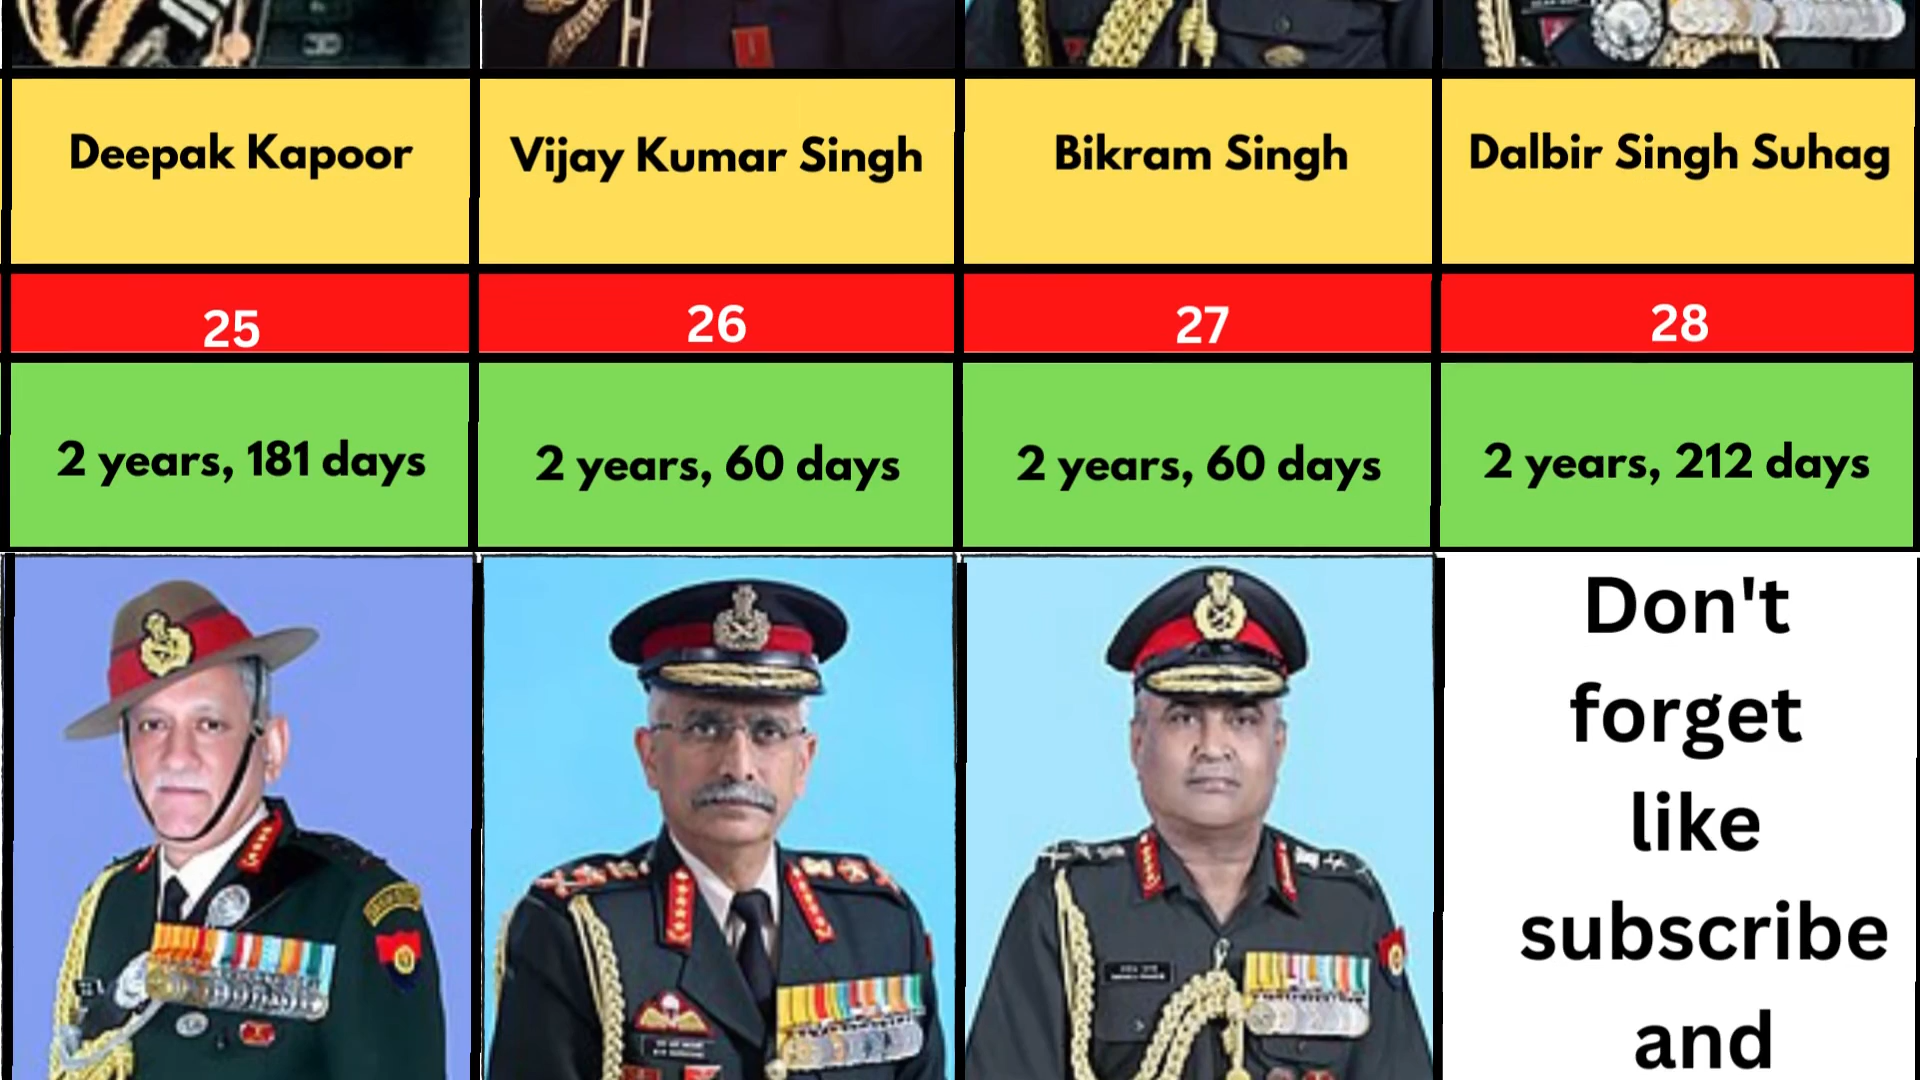 Deepak Kapoor
Vijay Kumar Singh
Bikram Singh
Dalbir Singh Suhag
25
26
27
28
2 years, 181 days
2 years, 60 days
2 years, 60 days
2 years, 212 days
Don't
forget
like
subscribe
and